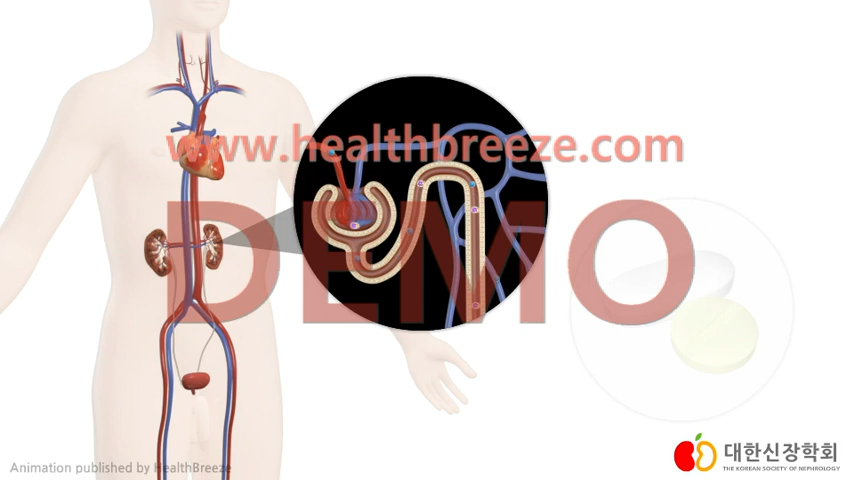 www.healthbreeze.com
DEMO
Animation published by HealthBreeze
대한신장학회
THE KOREAN SOCIETY OF NEPHROLOGY